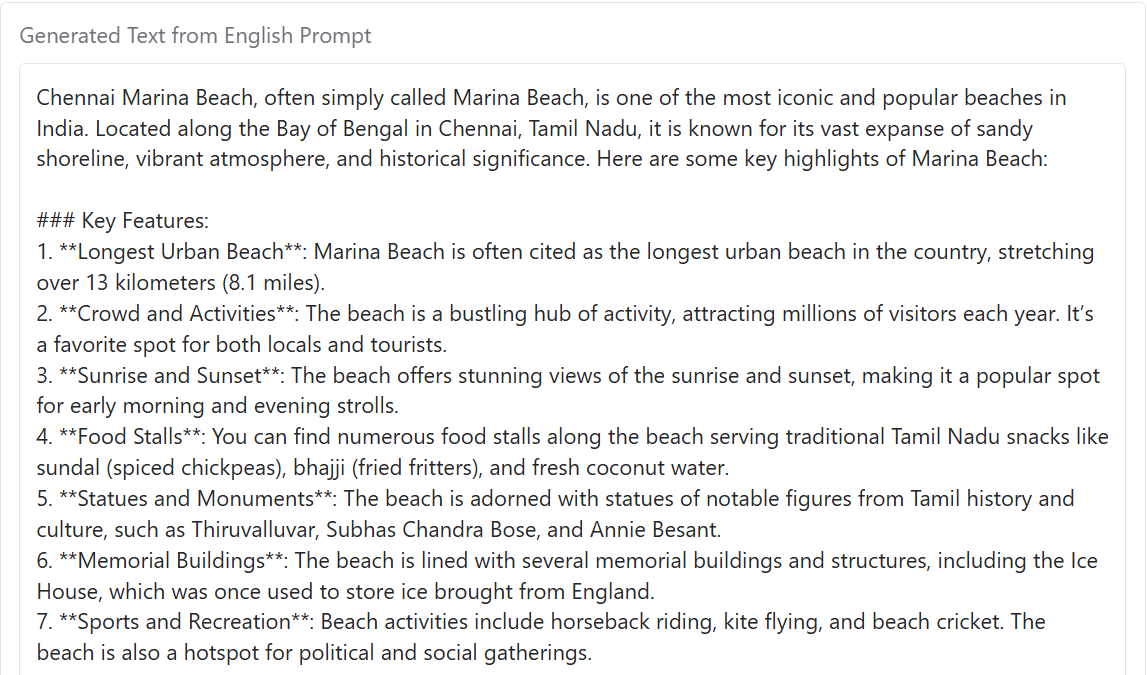 Generated Text from English Prompt
Chennai Marina Beach, often simply called Marina Beach, is one of the most iconic and popular beaches in
India. Located along the Bay of Bengal in Chennai, Tamil Nadu, it is known for its vast expanse of sandy
shoreline, vibrant atmosphere, and historical significance. Here are some key highlights of Marina Beach:
### Key Features:
1. **Longest Urban Beach**: Marina Beach is often cited as the longest urban beach in the country, stretching
over 13 kilometers (8.1 miles).
2. **Crowd and Activities**: The beach is a bustling hub of activity, attracting millions of visitors each year. It’s
a favorite spot for both locals and tourists.
3. **Sunrise and Sunset**: The beach offers stunning views of the sunrise and sunset, making it a popular spot
for early morning and evening strolls.
4. **Food Stalls**: You can find numerous food stalls along the beach serving traditional Tamil Nadu snacks like
sundal (spiced chickpeas), bhajji (fried fritters), and fresh coconut water.
5. **Statues and Monuments**: The beach is adorned with statues of notable figures from Tamil history and
culture, such as Thiruvalluvar, Subhas Chandra Bose, and Annie Besant.
6. **Memorial Buildings**: The beach is lined with several memorial buildings and structures, including the Ice
House, which was once used to store ice brought from England.
7. **Sports and Recreation**: Beach activities include horseback riding, kite flying, and beach cricket. The
beach is also a hotspot for political and social gatherings.